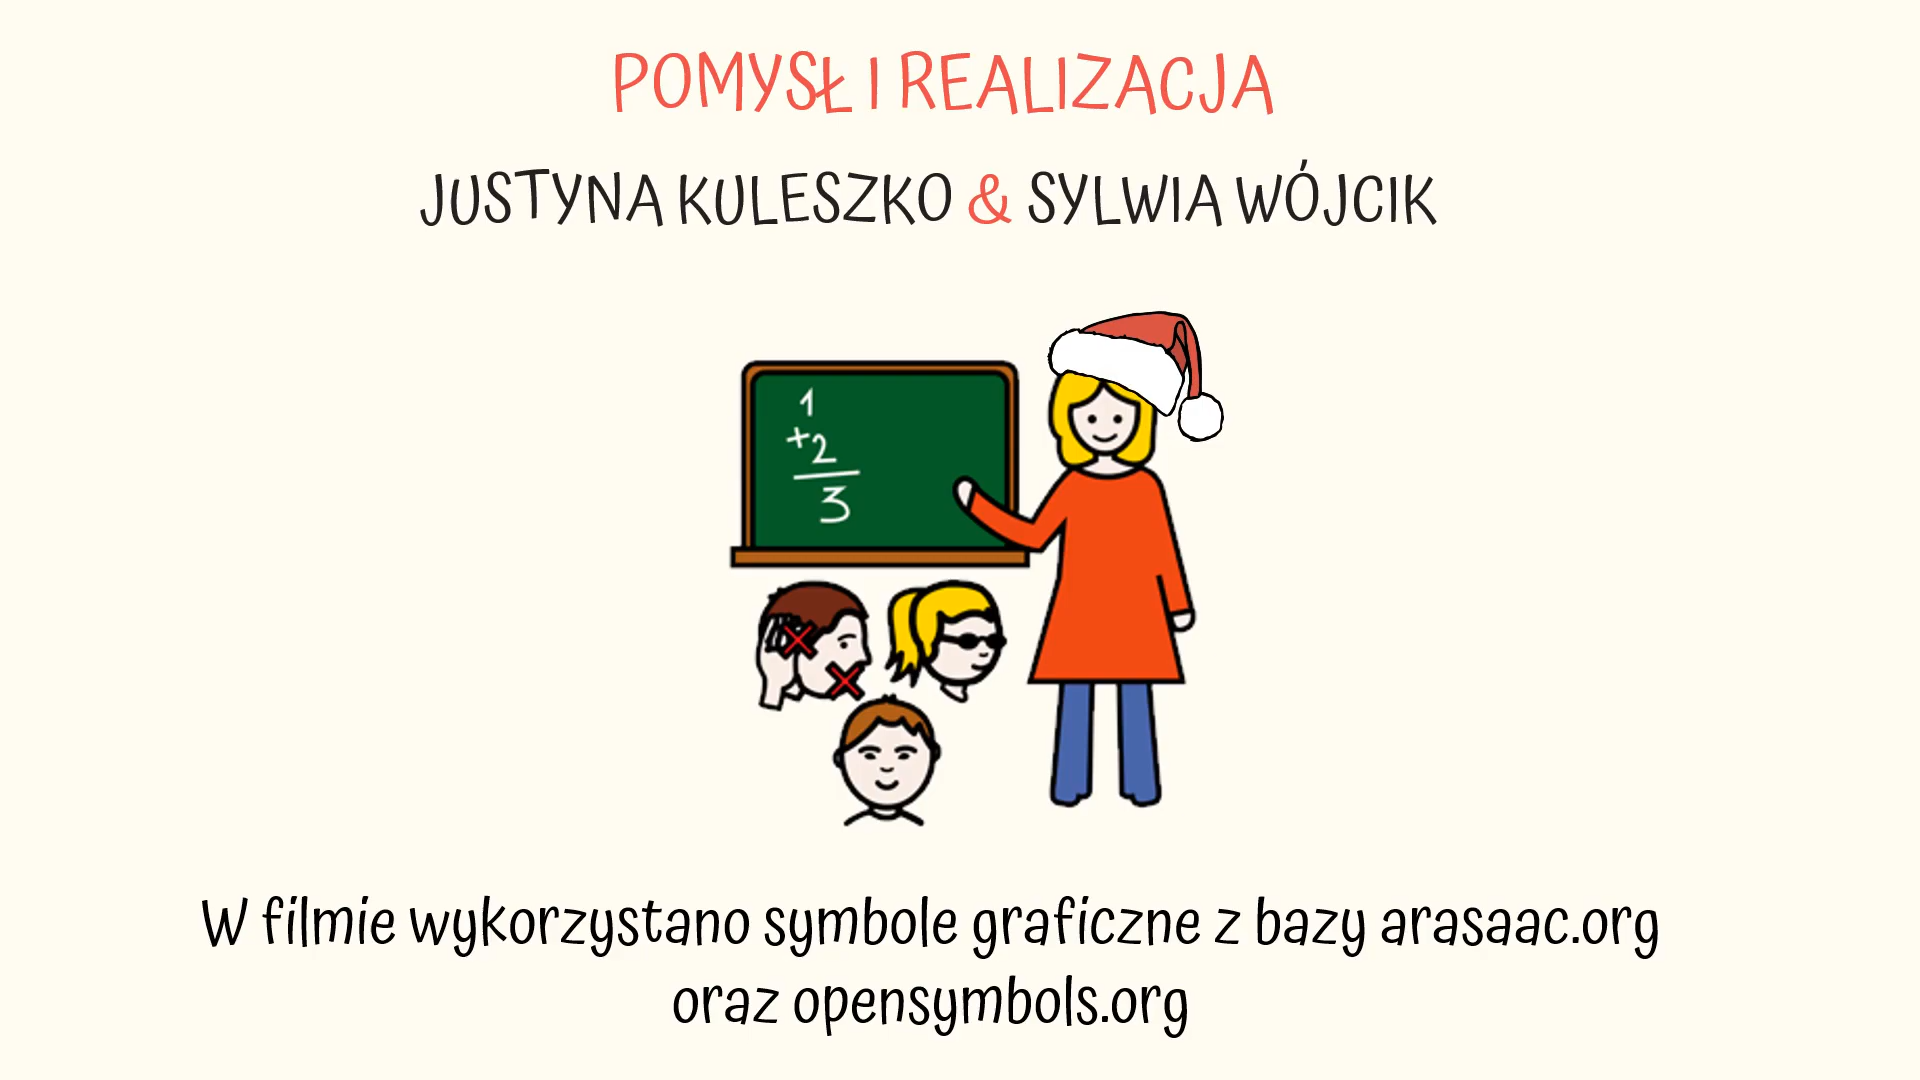 POMYSŁ I REALIZACJA
JUSTYNA KULESZKO & SYLWIA WÓJCIK
1
+2
3
W filmie wykorzystano symbole graficzne z bazy arasaac.org
oraz opensymbols.org